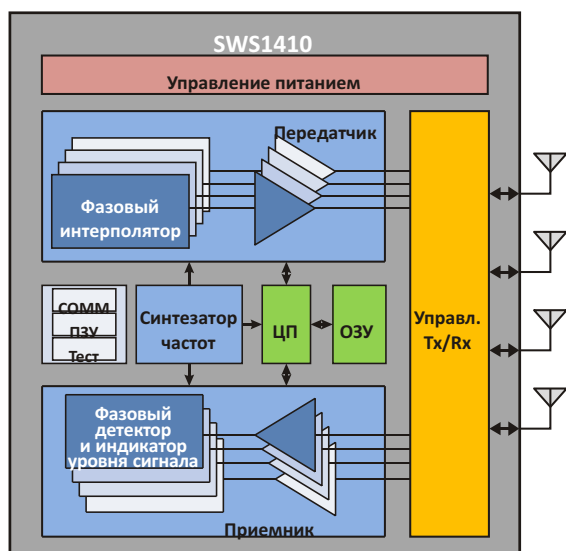 SWS1410
Управление питанием
Передатчик
Фазовый
интерполятор
COMM
ПЗУ
Тест
Синтезатор
частот
ЦП
ОЗУ
Управл.
Tx/Rx
Фазовый
детектор
и индикатор
уровня сигнала
Приемник